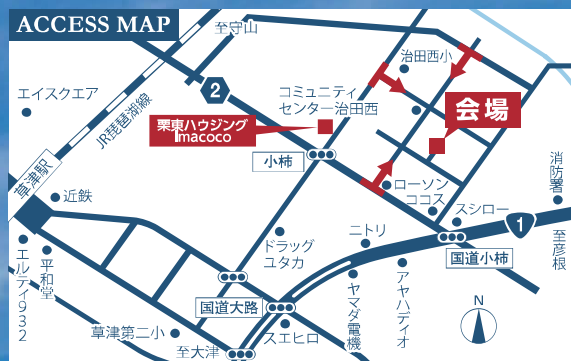 ACCESS MAP
至守山
治田西小
エイスクエア
JR琵琶湖線
2
コミュニティ
センター治田西
会場
栗東ハウジング
imacoco
小柿
草津駅
近鉄
ローソン
ココス
スシロー
消防署
1
至彦根
ドラッグ
ユタカ
ニトリ
国道小柿
エルティ932
平和堂
国道大路
ヤマダ電機
アヤハディオ
N
草津第二小
スエヒロ
至大津